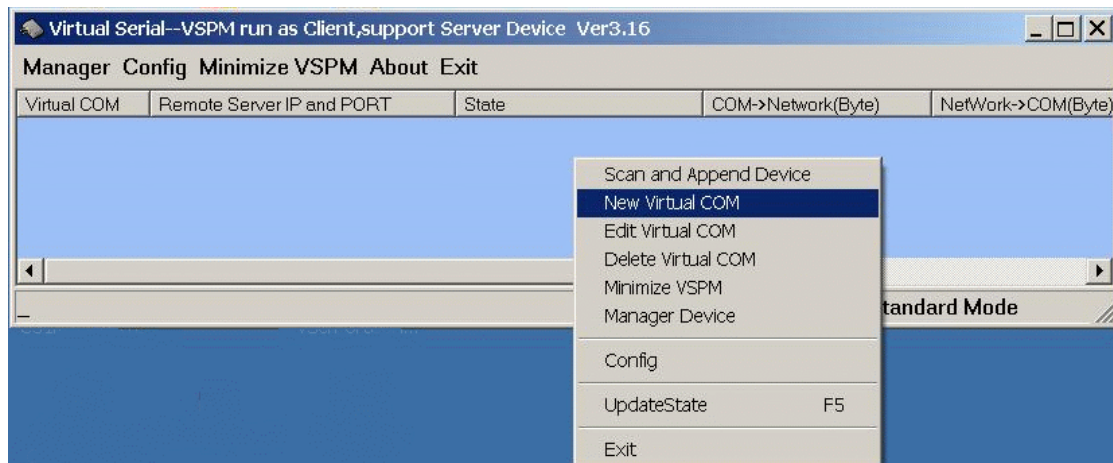 Virtual Serial--VSPM run as Client,support Server Device Ver3.16
Manager Config Minimize VSPM About Exit
Virtual COM Remote Server IP and PORT State COM->Network(Byte) NetWork->COM(Byte)
Scan and Append Device
New Virtual COM
Edit Virtual COM
Delete Virtual COM
Minimize VSPM
Manager Device
tandard Mode
Config
UpdateState F5
Exit